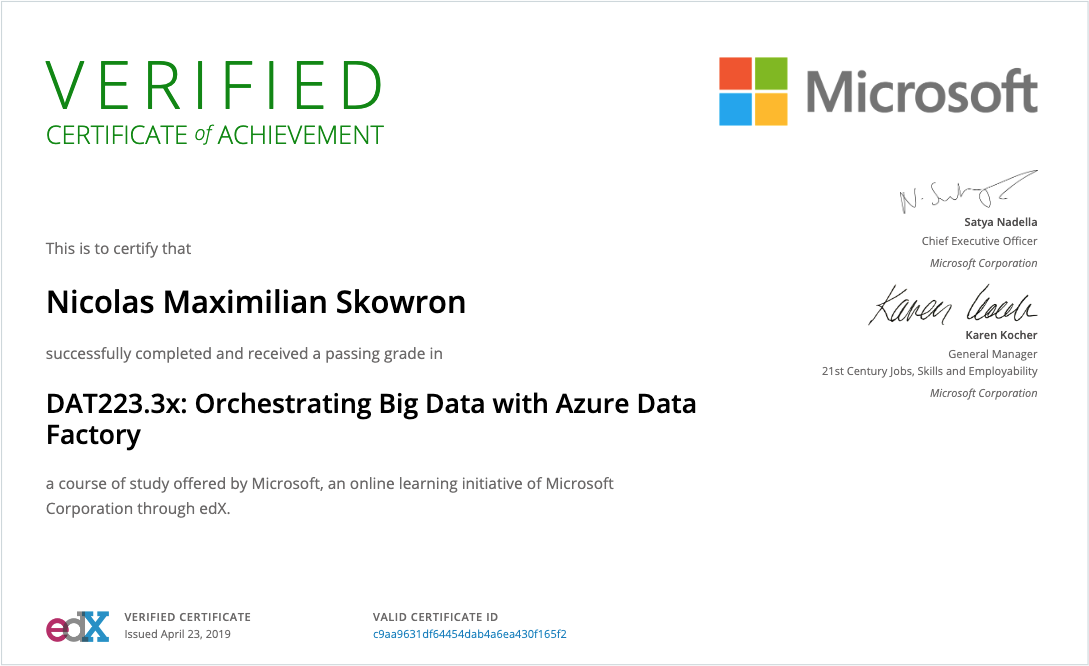 VERIFIED
CERTIFICATE of ACHIEVEMENT
Microsoft
N. Satya
Satya Nadella
Chief Executive Officer
Microsoft Corporation
Karen Kocher
Karen Kocher
General Manager
21st Century Jobs, Skills and Employability
Microsoft Corporation
This is to certify that
Nicolas Maximilian Skowron
successfully completed and received a passing grade in
DAT223.3x: Orchestrating Big Data with Azure Data
Factory
a course of study offered by Microsoft, an online learning initiative of Microsoft
Corporation through edX.
edX
VERIFIED CERTIFICATE
Issued April 23, 2019
VALID CERTIFICATE ID
c9aa9631df64454dab4a6ea430f165f2